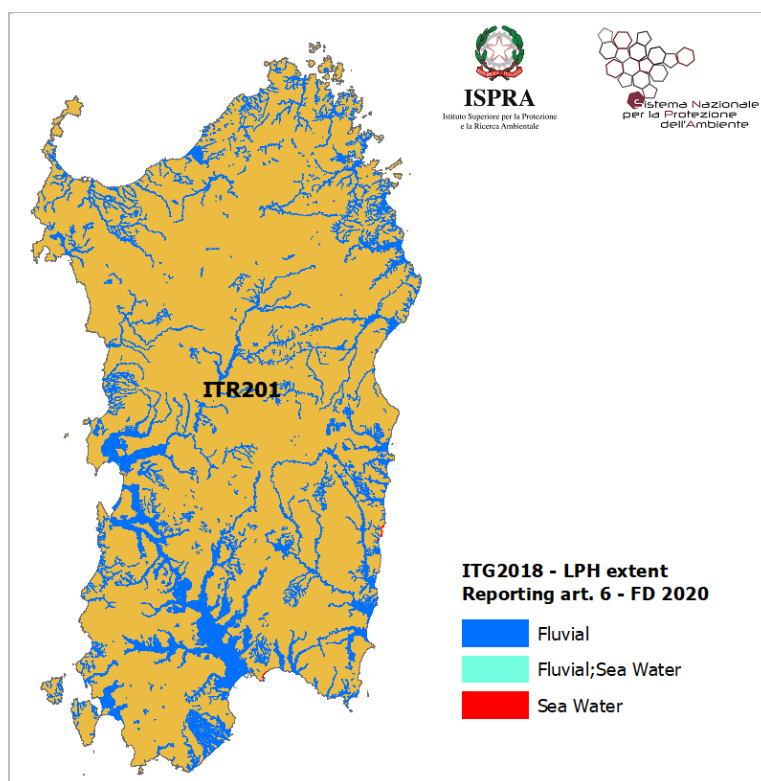 ISPRA
Istituto Superiore per la Protezione
e la Ricerca Ambientale
Sistema Nazionale
per la Protezione
dell'Ambiente
ITR201
ITG2018 - LPH extent
Reporting art. 6 - FD 2020
Fluvial
Fluvial;Sea Water
Sea Water